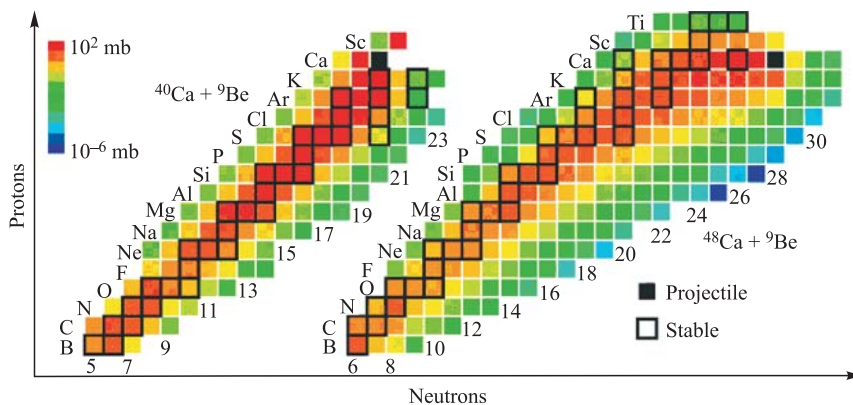 10² mb
10⁻⁶ mb
⁴⁰Ca + ⁹Be
Sc
Ca
K
Ar
Cl
S
P
Si
Al
Mg
Na
Ne
F
O
N
C
B
5
7
9
11
13
15
17
19
21
23
Ti
Sc
Ca
K
Ar
Cl
S
P
Si
Al
Mg
Na
Ne
F
O
N
C
B
6
8
10
12
14
16
18
20
22
24
26
28
30
⁴⁸Ca + ⁹Be
Projectile
Stable
Protons
Neutrons